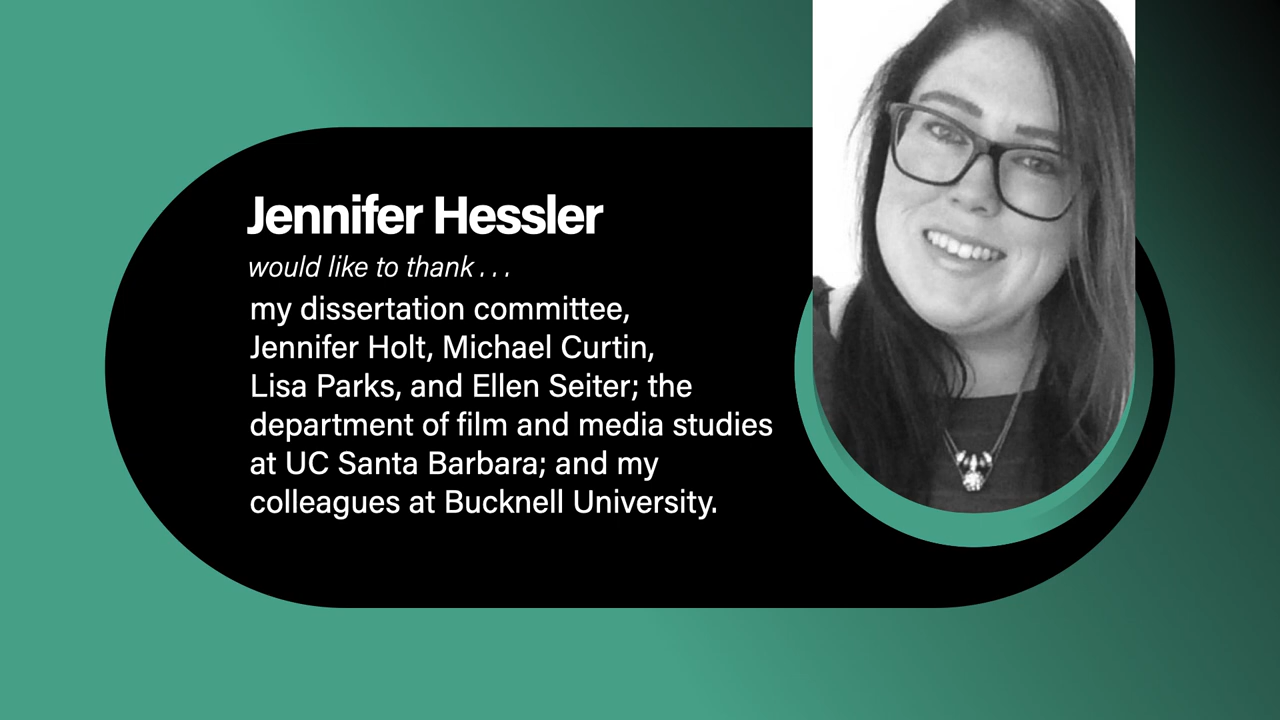 Jennifer Hessler
would like to thank . . .
my dissertation committee,
Jennifer Holt, Michael Curtin,
Lisa Parks, and Ellen Seiter; the
department of film and media studies
at UC Santa Barbara; and my
colleagues at Bucknell University.